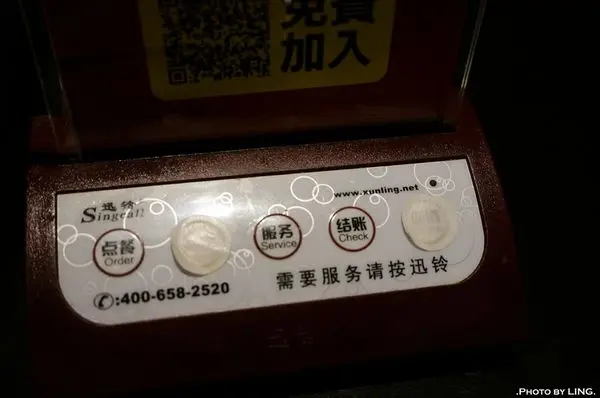 免費
加入
迅铃
Singcall
www.xunling.net
点餐
Order
服务
Service
结账
Check
✆:400-658-2520
需要服务请按迅铃
.PHOTO BY LING.